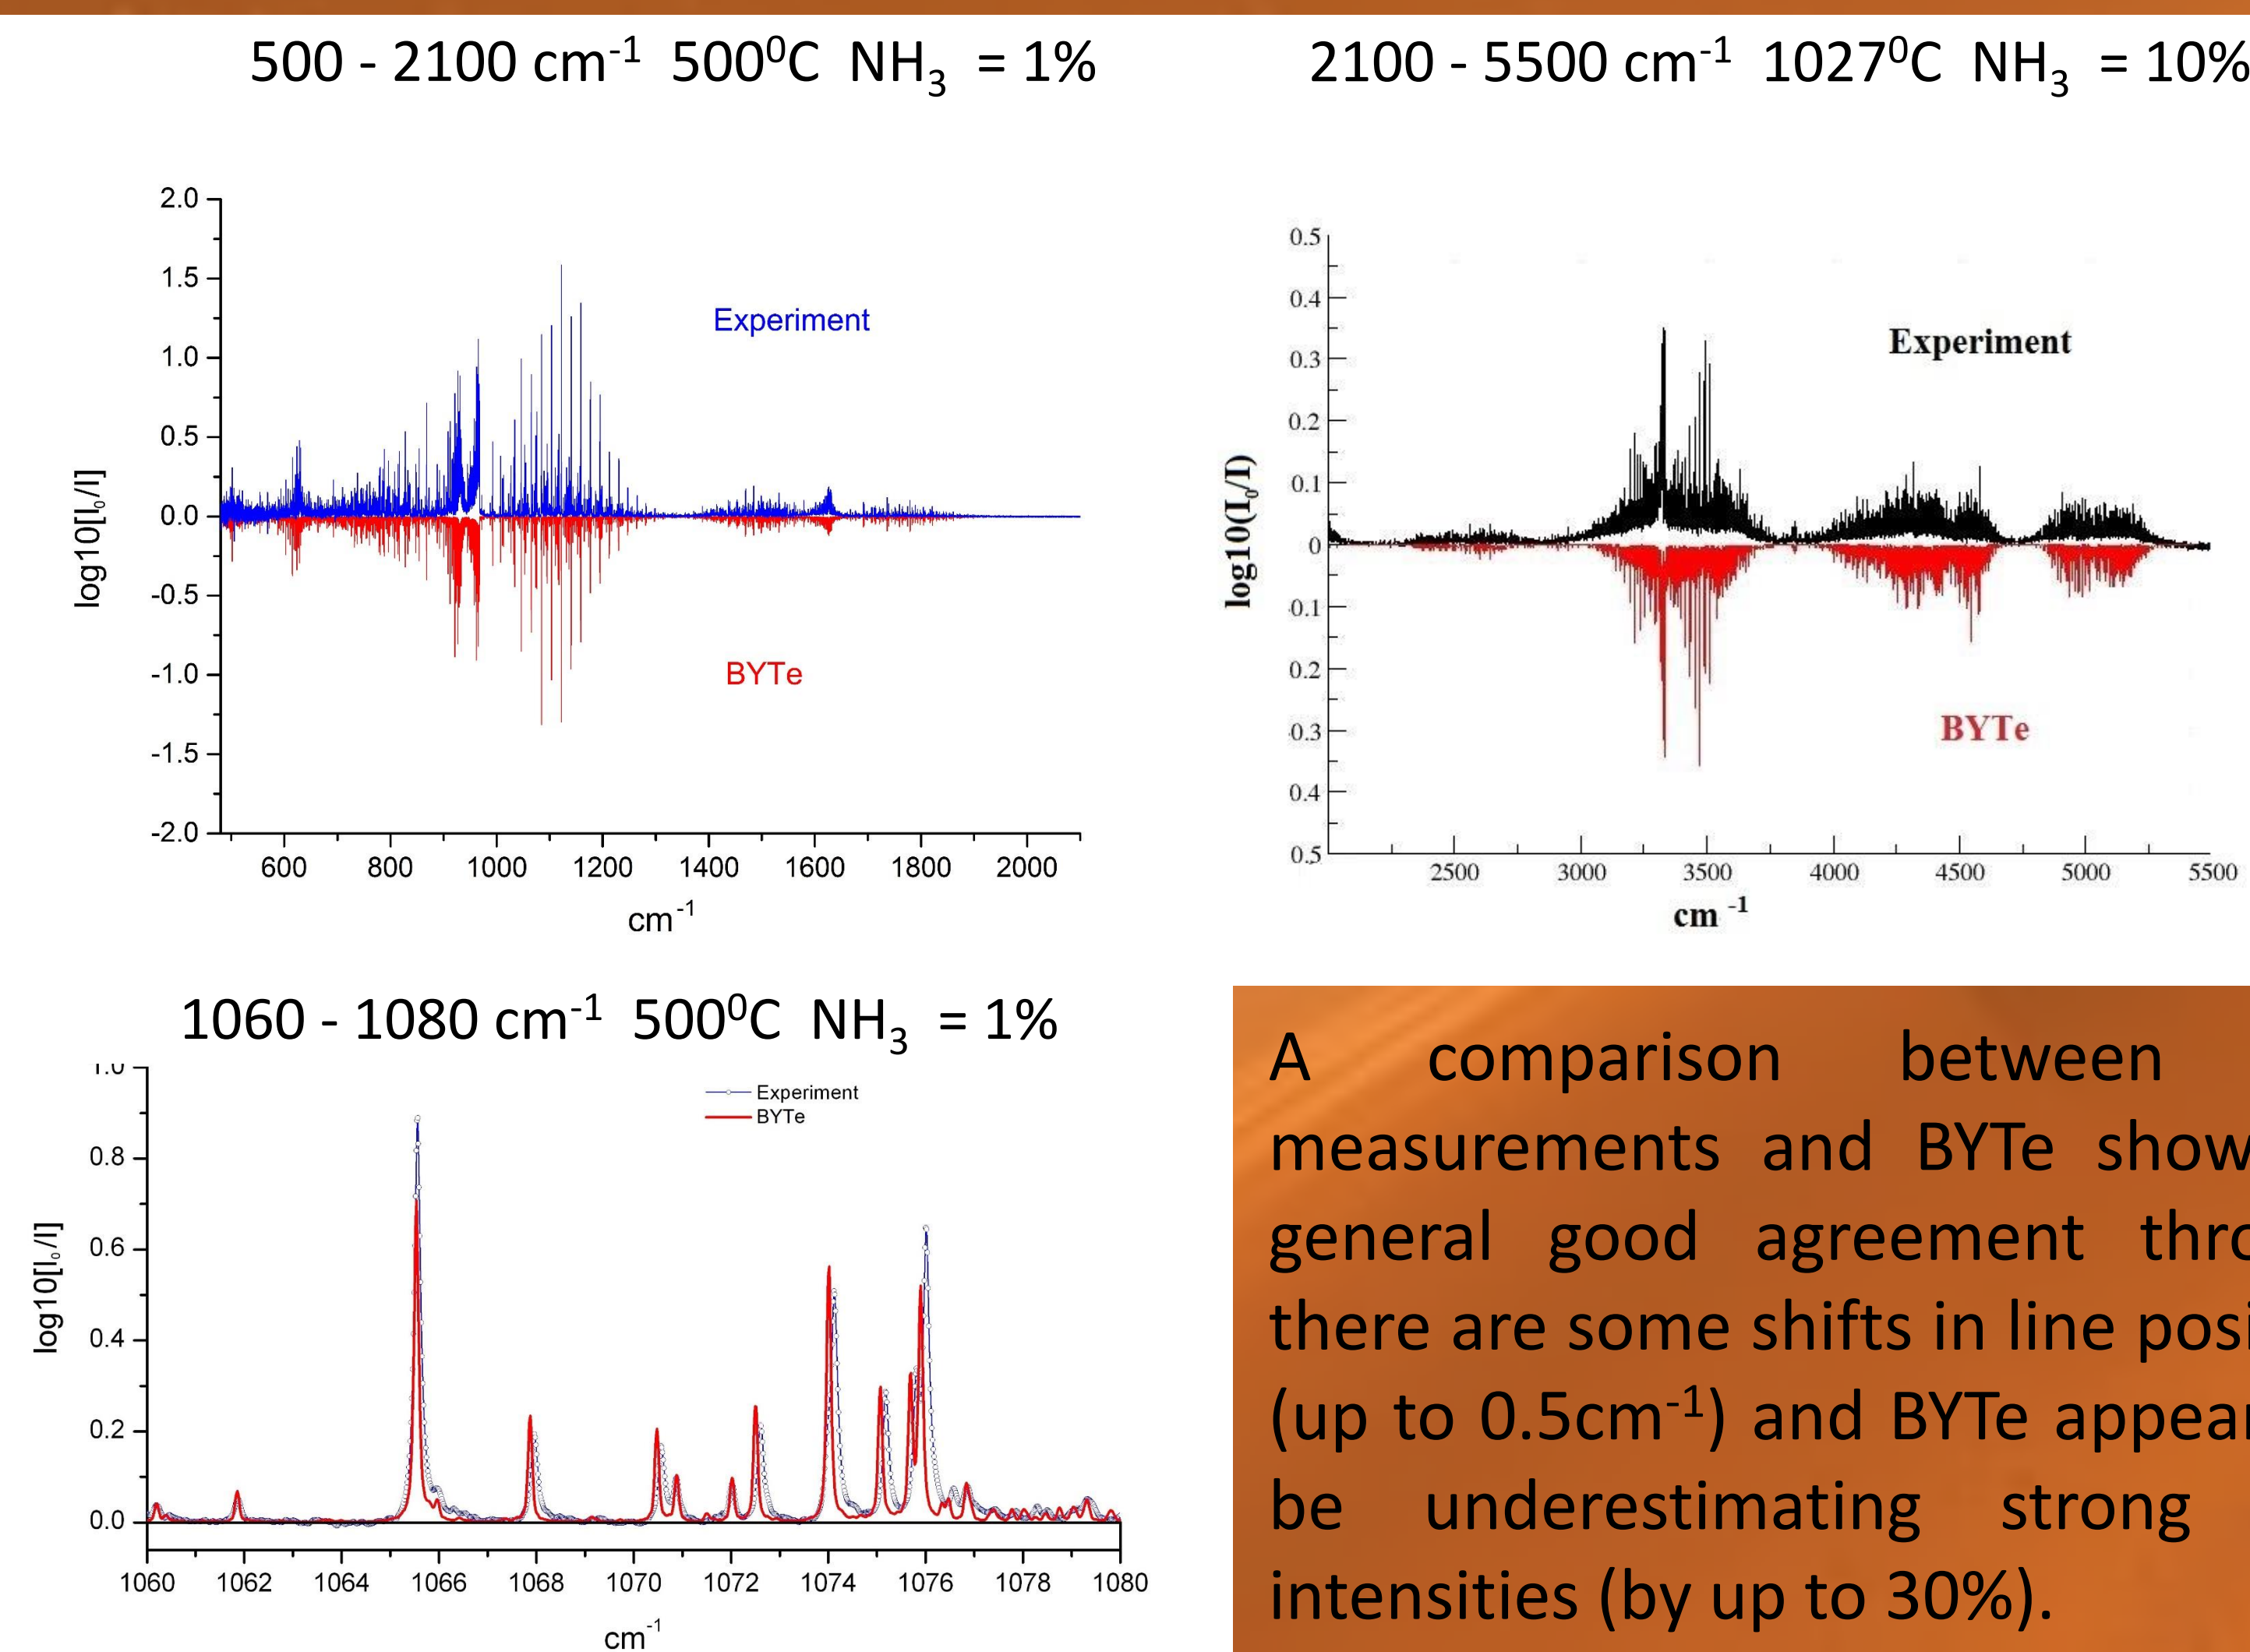 500 - 2100 cm-1 500⁰C NH3 = 1%
2100 - 5500 cm-1 1027⁰C NH3 = 10%
2.0
1.5
1.0
0.5
0.0
-0.5
-1.0
-1.5
-2.0
log10[I₀/I]
Experiment
BYTe
600 800 1000 1200 1400 1600 1800 2000
cm-1
0.5
0.4
0.3
0.2
0.1
0
0.1
0.2
0.3
0.4
0.5
log10(I₀/I)
Experiment
BYTe
2500 3000 3500 4000 4500 5000 5500
cm -1
1060 - 1080 cm-1 500⁰C NH3 = 1%
1.0
0.8
0.6
0.4
0.2
0.0
log10[I₀/I]
Experiment
BYTe
1060 1062 1064 1066 1068 1070 1072 1074 1076 1078 1080
cm-1
A comparison between
measurements and BYTe show
general good agreement thro
there are some shifts in line posi
(up to 0.5cm-1) and BYTe appear
be underestimating strong
intensities (by up to 30%).